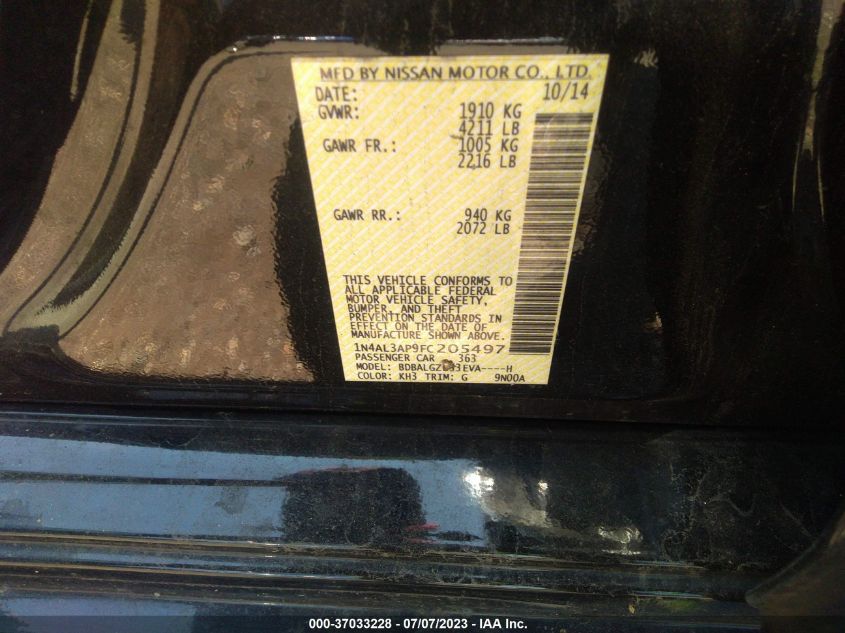 MFD BY NISSAN MOTOR CO., LTD.
DATE: 10/14
GVWR: 1910 KG
4211 LB
GAWR FR.: 1005 KG
2216 LB
GAWR RR.: 940 KG
2072 LB
THIS VEHICLE CONFORMS TO
ALL APPLICABLE FEDERAL
MOTOR VEHICLE SAFETY,
BUMPER, AND THEFT
PREVENTION STANDARDS IN
EFFECT ON THE DATE OF
MANUFACTURE SHOWN ABOVE.
1N4AL3AP9FC205497
PASSENGER CAR 363
MODEL:
COLOR: KH3 TRIM: G 9N00A
000-37033228 - 07/07/2023 - IAA Inc.